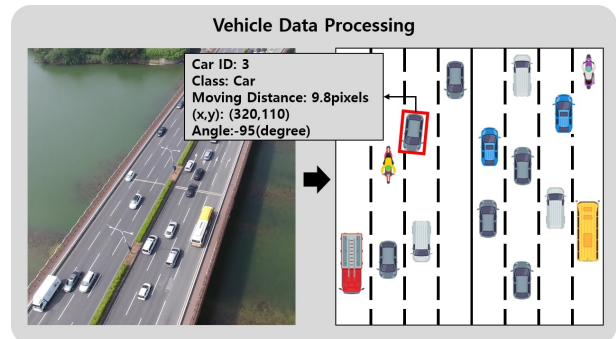 Vehicle Data Processing
Car ID: 3
Class: Car
Moving Distance: 9.8pixels
(x,y): (320,110)
Angle:-95(degree)